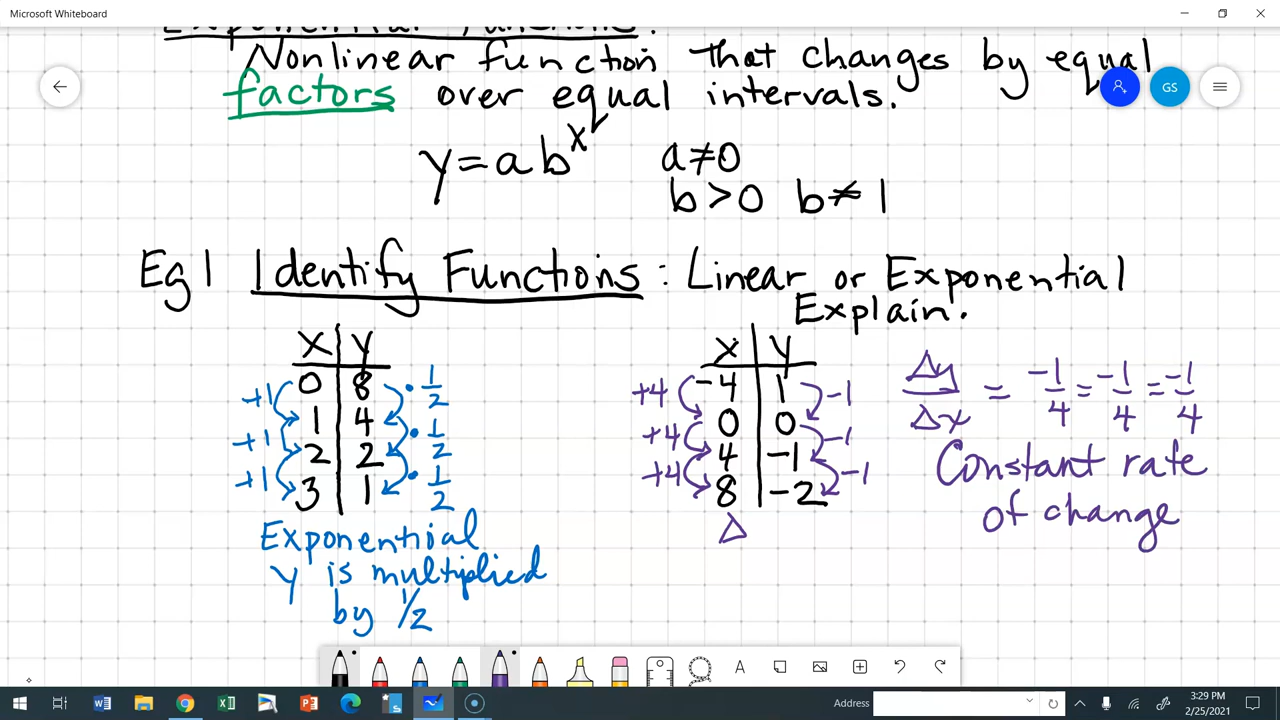 Microsoft Whiteboard
Exponential Functions:
Nonlinear function that changes by equal
factors over equal intervals.
GS
y=ab^x a≠0
b>0 b≠1
Eg1 Identify Functions: Linear or Exponential
Explain.
x y
0 8
1 4
2 2
3 1
+1
+1
+1
·1/2
·1/2
·1/2
Exponential
y is multiplied
by 1/2
x y
-4 1
0 0
4 -1
8 -2
+4
+4
+4
-1
-1
-1
Δ
Δy/Δx = -1/4 = -1/4 = -1/4
Constant rate
of change
A
Address
3:29 PM
2/25/2021